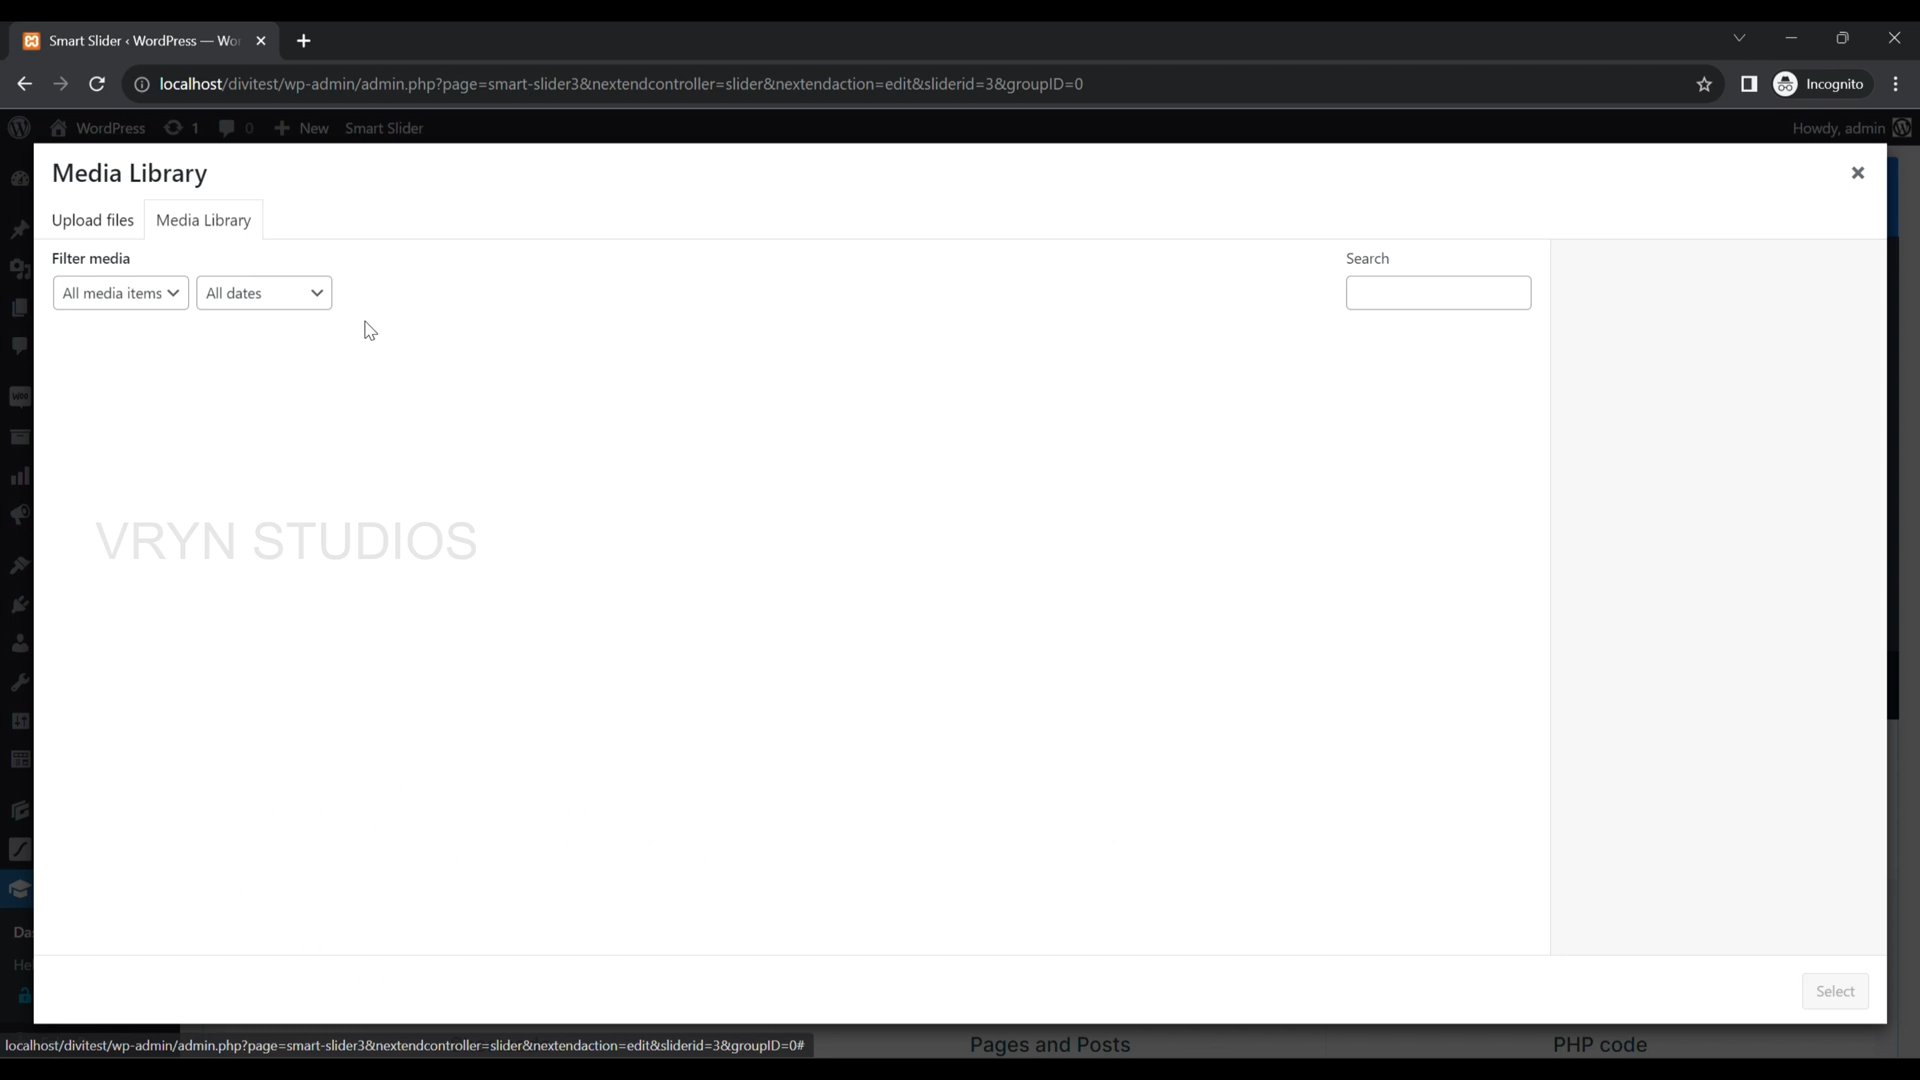 Smart Slider ‹ WordPress — Wo
localhost/divitest/wp-admin/admin.php?page=smart-slider3&nextendcontroller=slider&nextendaction=edit&sliderid=3&groupID=0
Incognito
WordPress 1 0 New Smart Slider
Howdy, admin
Media Library
Upload files Media Library
Filter media
Search
All media items All dates
woo
VRYN STUDIOS
Das
He
Select
localhost/divitest/wp-admin/admin.php?page=smart-slider3&nextendcontroller=slider&nextendaction=edit&sliderid=3&groupID=0#
Pages and Posts
PHP code